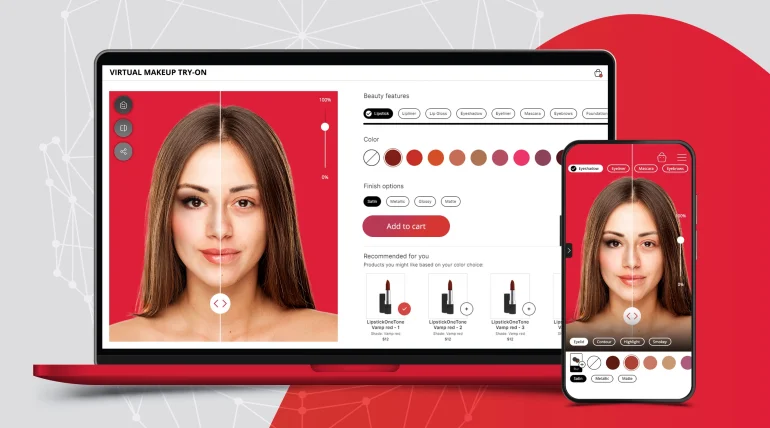 VIRTUAL MAKEUP TRY-ON
100%
0%
Beauty features
Lipstick
Lipliner
Lip Gloss
Eyeshadow
Eyeliner
Mascara
Eyebrows
Foundation
Color
Finish options
Satin
Metallic
Glossy
Matte
Add to cart
Recommended for you
Products you might like based on your color choice:
LipstickOneTone
Vamp red - 1
Shade: Vamp red
$12
LipstickOneTone
Vamp red - 2
Shade: Vamp red
$12
LipstickOneTone
Vamp red - 3
Shade: Vamp red
$12
Eyeshadow
Eyeliner
Mascara
Eyebrows
100%
0%
Eyelid
Contour
Highlight
Smokey
Satin
Metallic
Matte